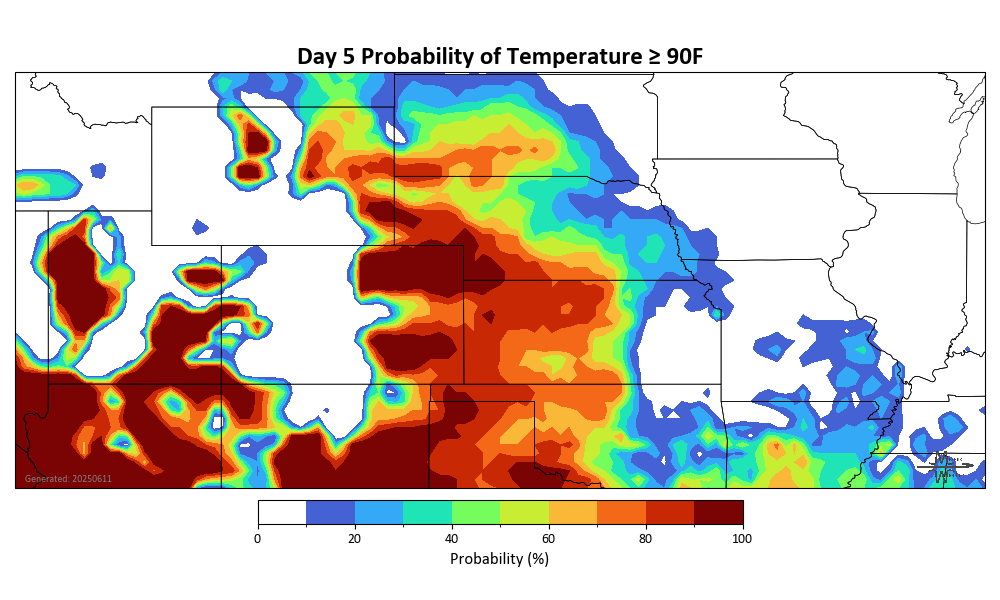 Day 5 Probability of Temperature ≥ 90F
Generated: 20250611
0 20 40 60 80 100
Probability (%)